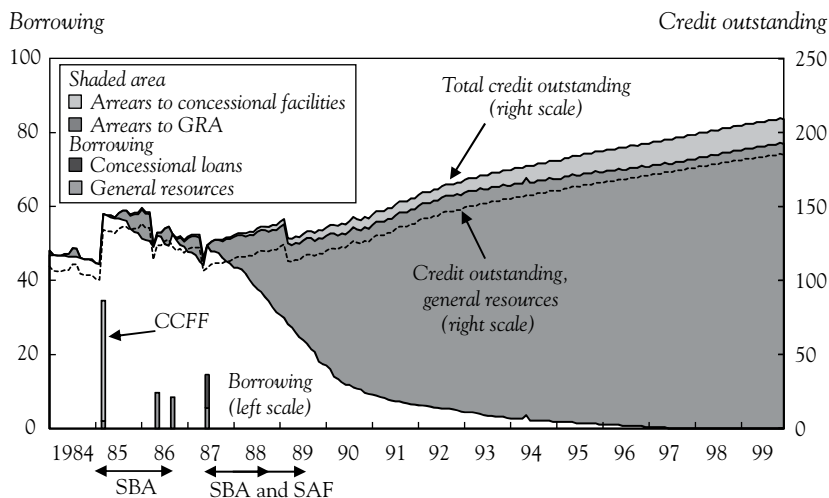 Borrowing
Credit outstanding
100
80
60
40
20
0
250
200
150
100
50
0
Shaded area
Arrears to concessional facilities
Arrears to GRA
Borrowing
Concessional loans
General resources
Total credit outstanding
(right scale)
Credit outstanding,
general resources
(right scale)
CCFF
Borrowing
(left scale)
1984 85 86 87 88 89 90 91 92 93 94 95 96 97 98 99
SBA
SBA and SAF